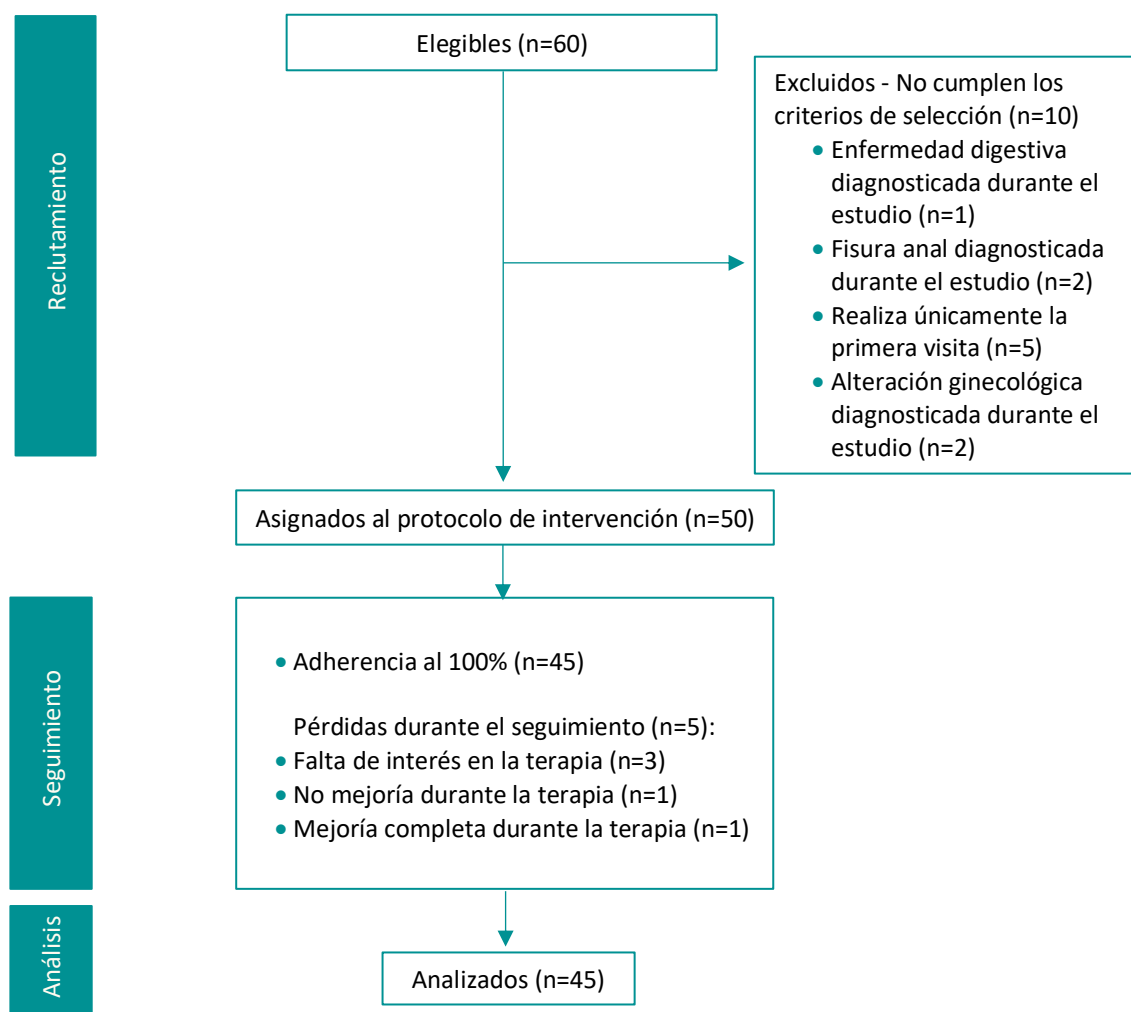 Reclutamiento
Elegibles (n=60)
Excluidos - No cumplen los
criterios de selección (n=10)
• Enfermedad digestiva
diagnosticada durante el
estudio (n=1)
• Fisura anal diagnosticada
durante el estudio (n=2)
• Realiza únicamente la
primera visita (n=5)
• Alteración ginecológica
diagnosticada durante el
estudio (n=2)
Asignados al protocolo de intervención (n=50)
Seguimiento
• Adherencia al 100% (n=45)
Pérdidas durante el seguimiento (n=5):
• Falta de interés en la terapia (n=3)
• No mejoría durante la terapia (n=1)
• Mejoría completa durante la terapia (n=1)
Análisis
Analizados (n=45)